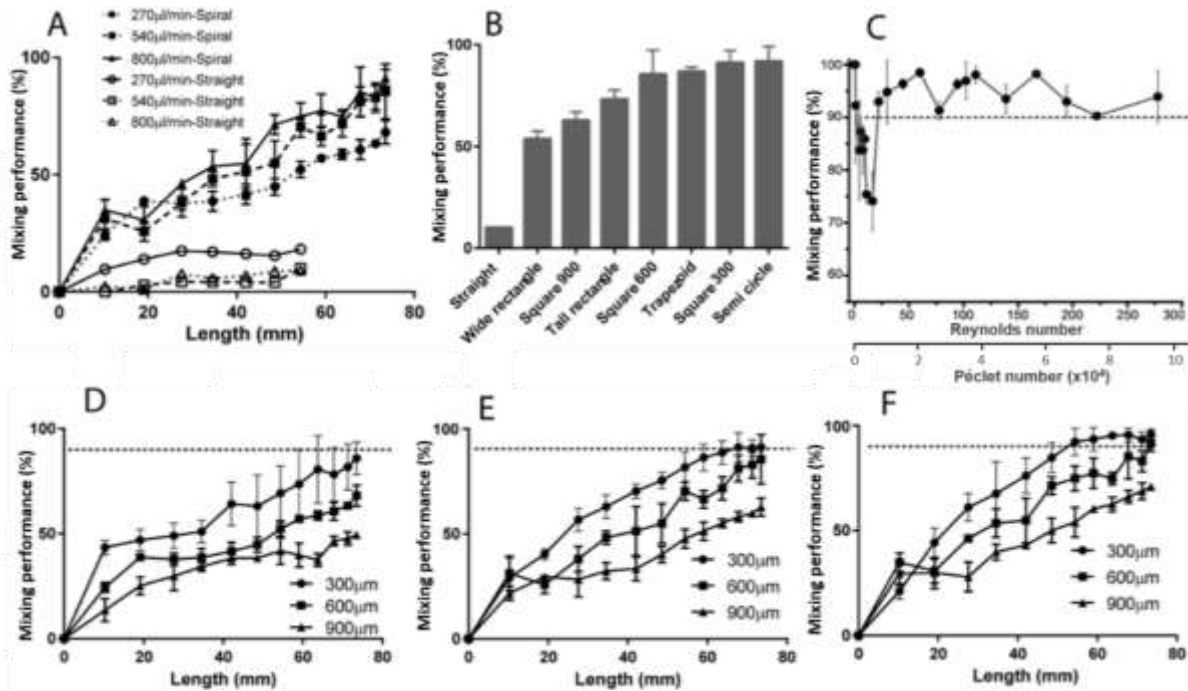 A
270µl/min-Spiral
540µl/min-Spiral
800µl/min-Spiral
270µl/min-Straight
540µl/min-Straight
800µl/min-Straight
Mixing performance (%)
100
50
0
0 20 40 60 80
Length (mm)
B
Mixing performance (%)
100
50
0
Straight
Wide rectangle
Square 900
Tall rectangle
Square 600
Trapezoid
Square 300
Semi circle
C
Mixing performance (%)
100
90
80
70
60
0 50 100 150 200 250 300
Reynolds number
0 2 4 6 8 10
Péclet number
D
Mixing performance (%)
100
50
0
300µm
600µm
900µm
0 20 40 60 80
Length (mm)
E
Mixing performance (%)
100
50
0
300µm
600µm
900µm
0 20 40 60 80
Length (mm)
F
Mixing performance (%)
100
50
0
300µm
600µm
900µm
0 20 40 60 80
Length (mm)